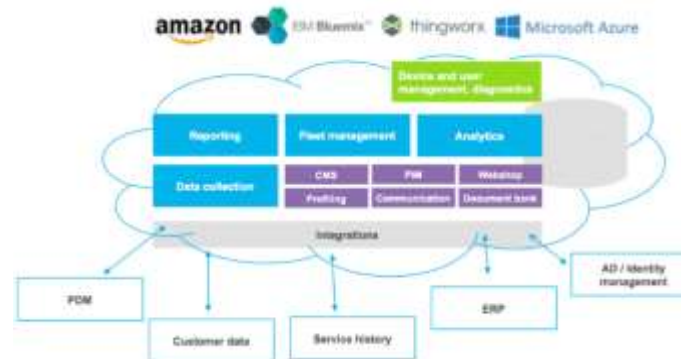 amazon IBM Bluemix™ thingworx Microsoft Azure
Device and user
management, diagnostics
Reporting Fleet management Analytics
Data collection
CMS PIM Webshop
Profiling Communication Document bank
Integrations
PDM
Customer data
Service history
ERP
AD / Identity
management